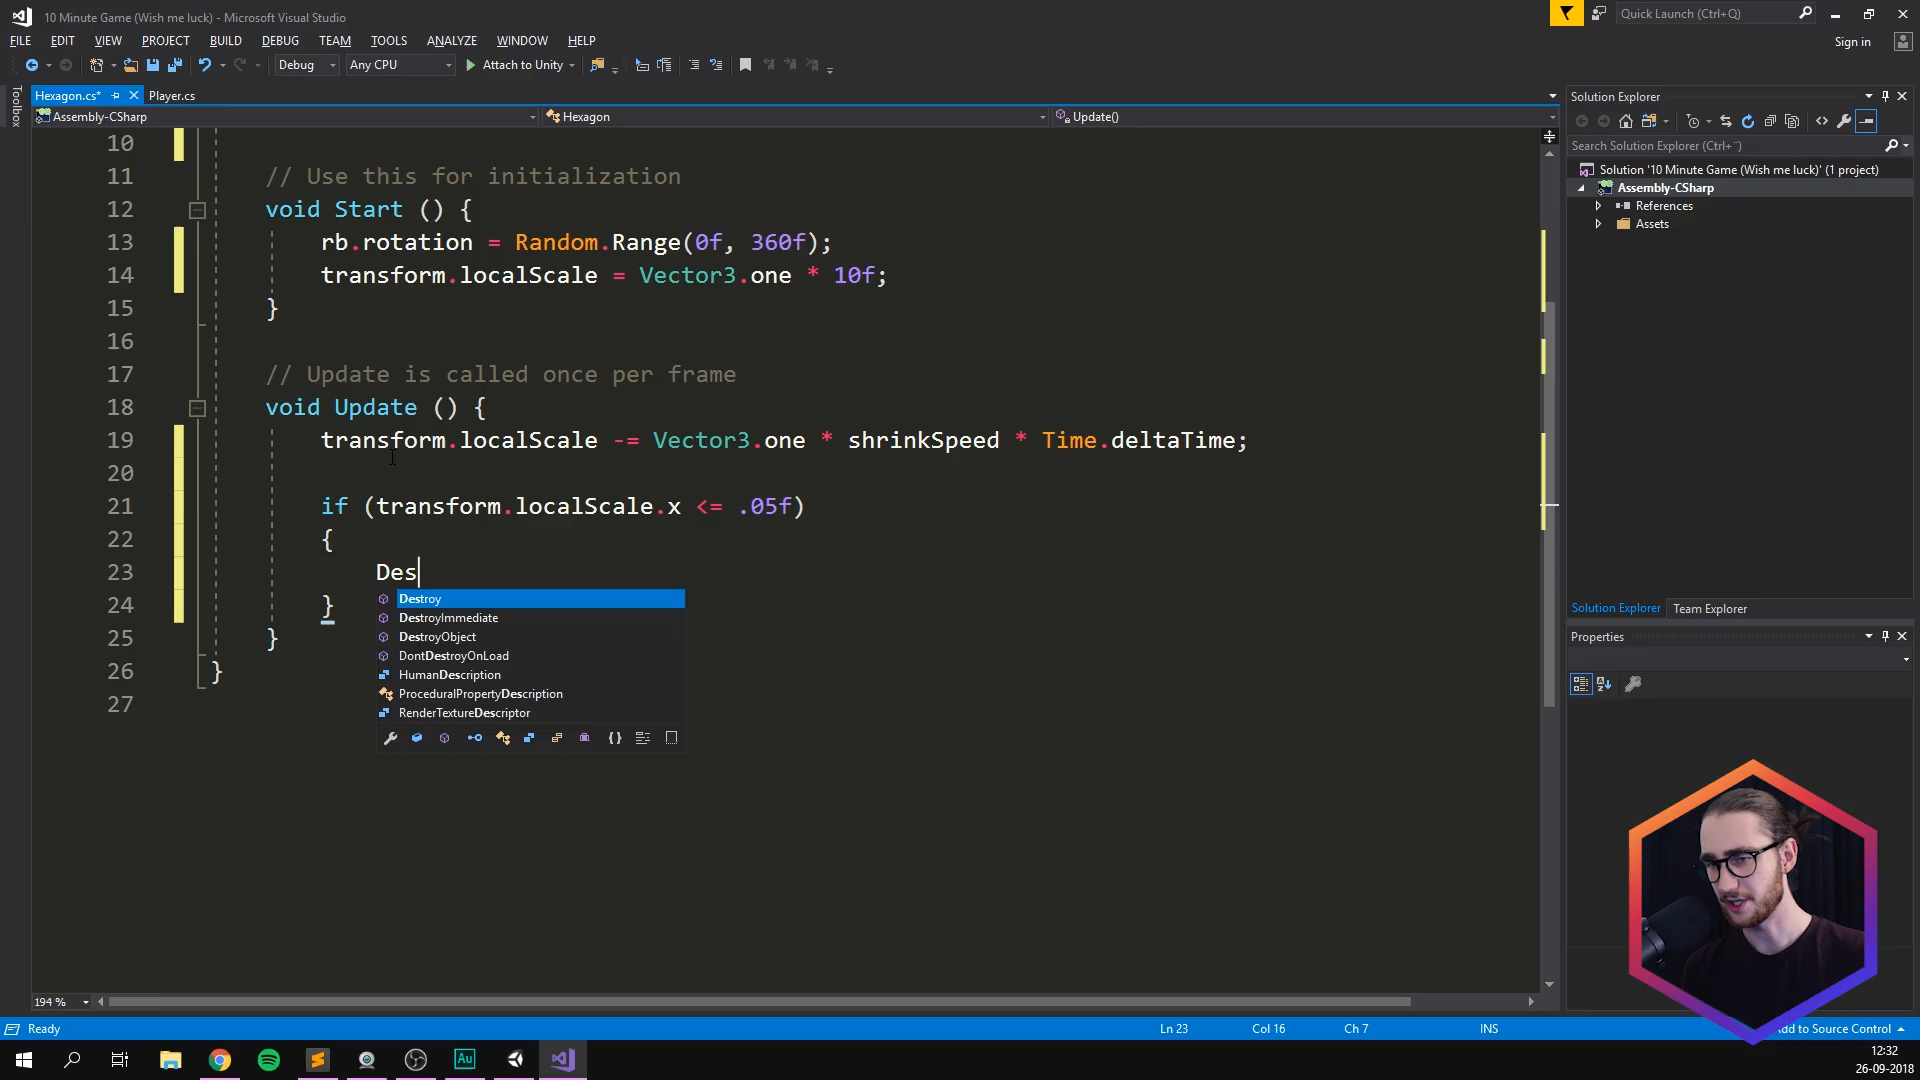 10 Minute Game (Wish me luck) - Microsoft Visual Studio
Quick Launch (Ctrl+Q)
FILE EDIT VIEW PROJECT BUILD DEBUG TEAM TOOLS ANALYZE WINDOW HELP
Sign in
Debug Any CPU Attach to Unity
Toolbox
Hexagon.cs* Player.cs
Assembly-CSharp Hexagon Update()
10
11 // Use this for initialization
12 void Start () {
13 rb.rotation = Random.Range(0f, 360f);
14 transform.localScale = Vector3.one * 10f;
15 }
16
17 // Update is called once per frame
18 void Update () {
19 transform.localScale -= Vector3.one * shrinkSpeed * Time.deltaTime;
20
21 if (transform.localScale.x <= .05f)
22 {
23 Des
24 }
25 }
26 }
27
Destroy
DestroyImmediate
DestroyObject
DontDestroyOnLoad
HumanDescription
ProceduralPropertyDescription
RenderTextureDescriptor
Solution Explorer
Search Solution Explorer (Ctrl+¨)
Solution '10 Minute Game (Wish me luck)' (1 project)
Assembly-CSharp
References
Assets
Solution Explorer Team Explorer
Properties
194 %
Ready Ln 23 Col 16 Ch 7 INS dd to Source Control
Au
12:32
26-09-2018